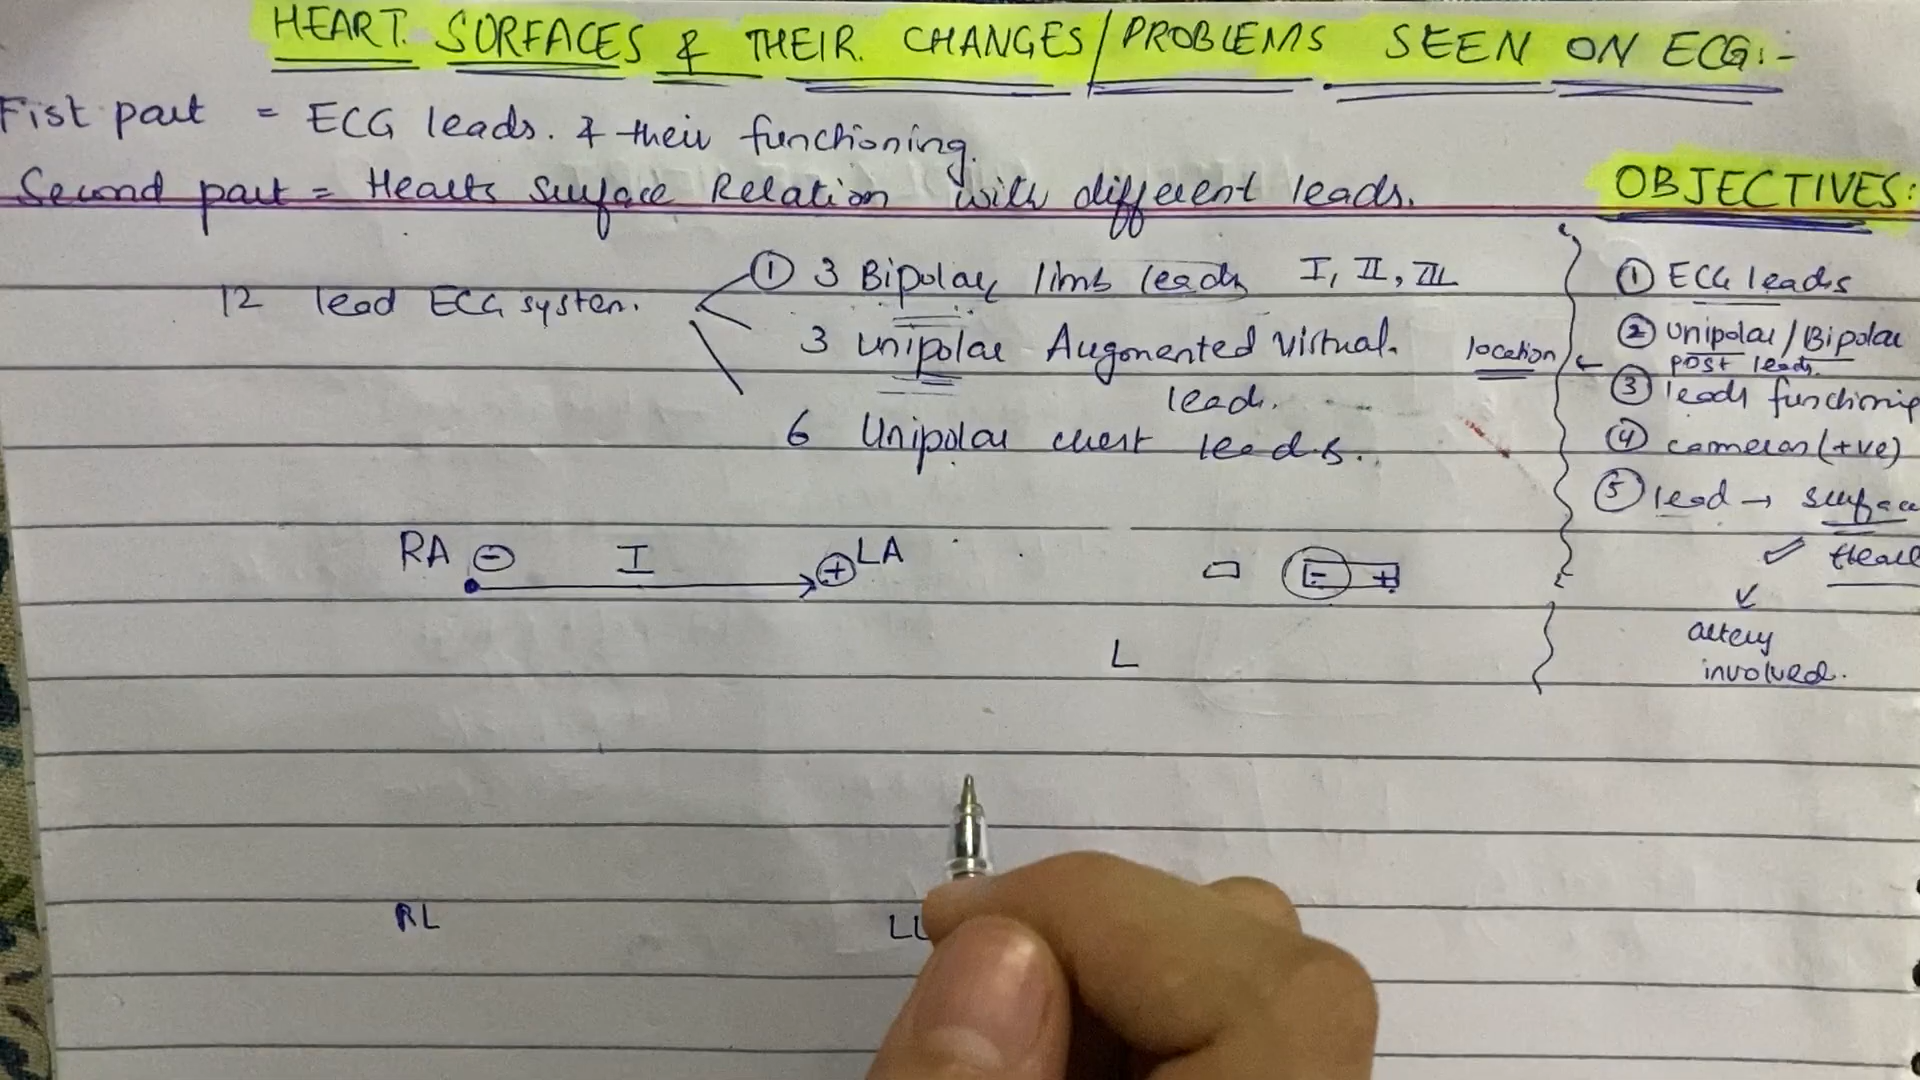 HEART. SURFACES & THEIR. CHANGES/PROBLEMS SEEN ON ECG:-
Fist part = ECG leads. & their functioning.
Second part = Hearts surface Relation with different leads.
OBJECTIVES:
12 lead ECG system.
① 3 Bipolar limb leads I, II, III
3 unipolar Augmented virtual. location
lead.
6 Unipolar chest leads.
① ECG leads
② Unipolar/Bipolar
post leads.
③ leads functioning
④ cameras (+ve)
⑤ lead → surface
Heart
artery
involved.
RA ⊖ I ⊕ LA
- +
L
RL LL